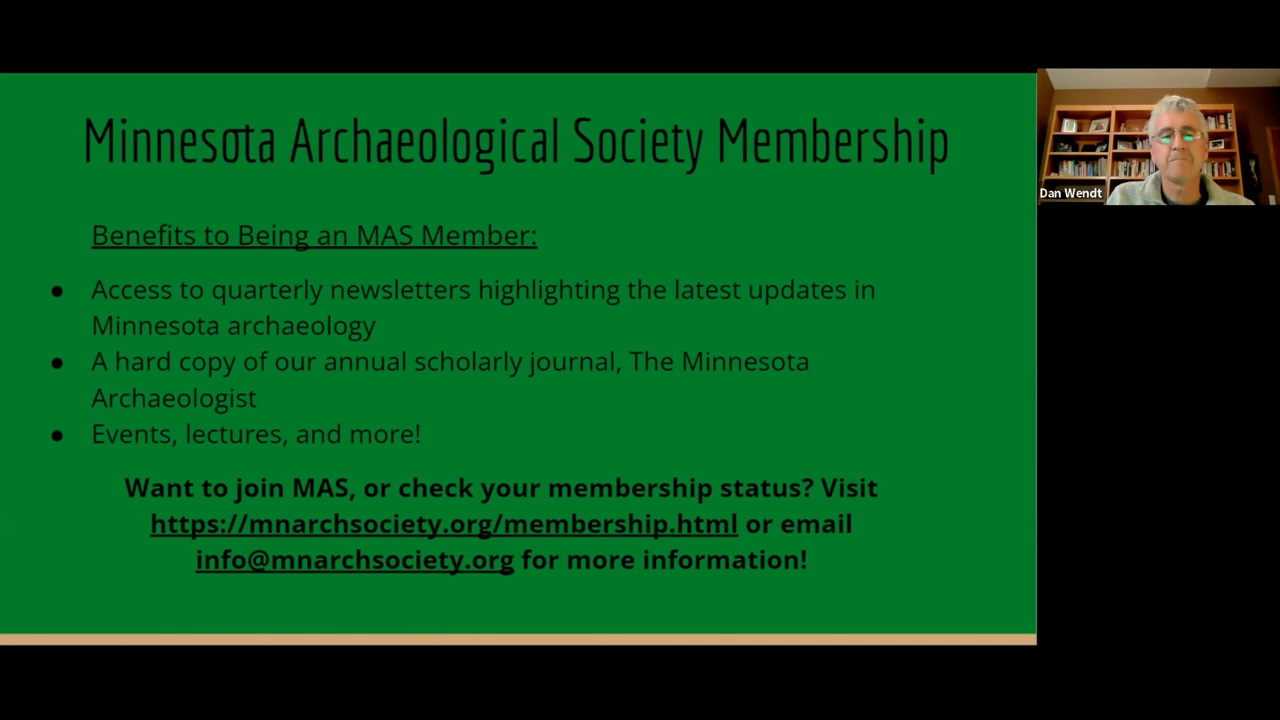 Minnesota Archaeological Society Membership
Benefits to Being an MAS Member:
● Access to quarterly newsletters highlighting the latest updates in
Minnesota archaeology
● A hard copy of our annual scholarly journal, The Minnesota
Archaeologist
● Events, lectures, and more!
Want to join MAS, or check your membership status? Visit
https://mnarchsociety.org/membership.html or email
info@mnarchsociety.org for more information!
Dan Wendt